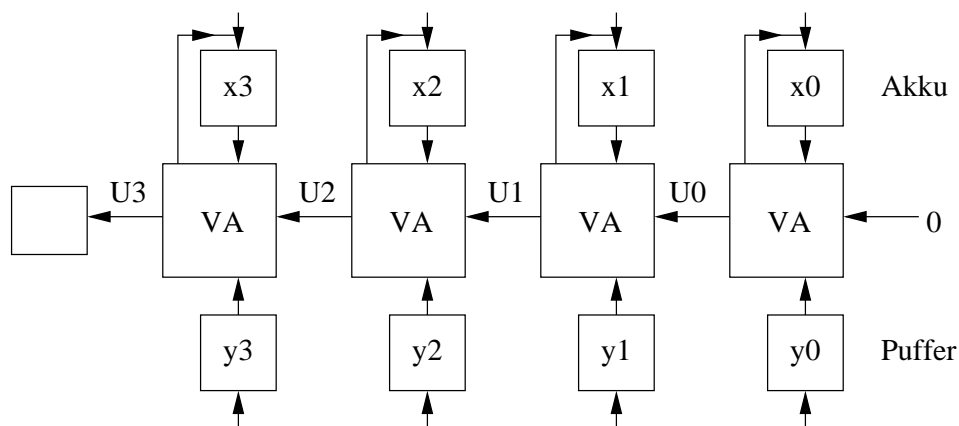 x3 x2 x1 x0 Akku
U3 U2 U1 U0
VA VA VA VA 0
y3 y2 y1 y0 Puffer